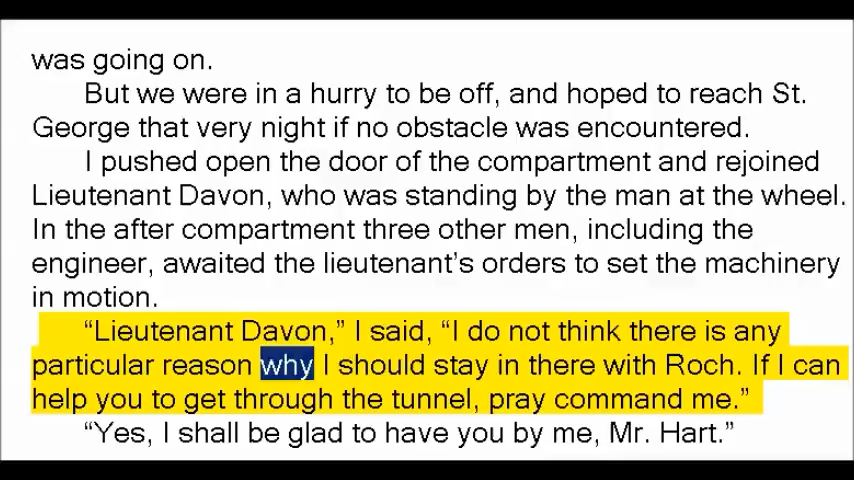 was going on.
But we were in a hurry to be off, and hoped to reach St.
George that very night if no obstacle was encountered.
I pushed open the door of the compartment and rejoined
Lieutenant Davon, who was standing by the man at the wheel.
In the after compartment three other men, including the
engineer, awaited the lieutenant’s orders to set the machinery
in motion.
“Lieutenant Davon,” I said, “I do not think there is any
particular reason why I should stay in there with Roch. If I can
help you to get through the tunnel, pray command me.”
“Yes, I shall be glad to have you by me, Mr. Hart.”